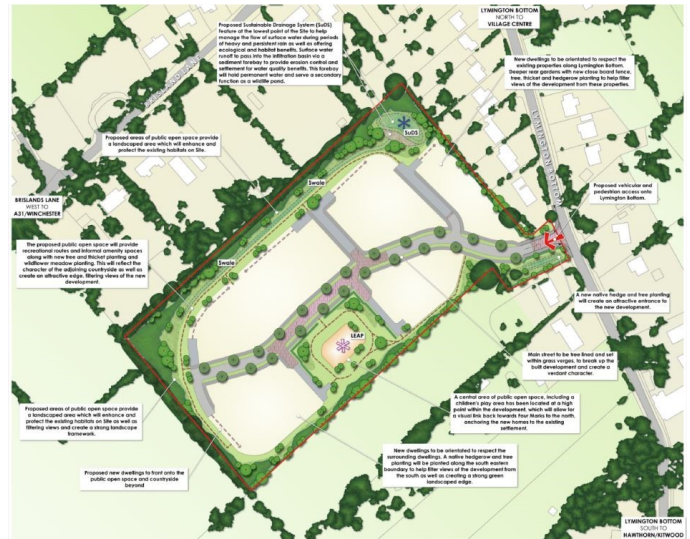 LYMINGTON BOTTOM
NORTH TO
VILLAGE CENTRE
Proposed Sustainable Drainage System (SuDS)
feature at the lowest point of the Site to help
manage the flow of surface water during periods
of heavy and persistent rain as well as offering
ecological and habitat benefits. Surface water
runoff to pass into the infiltration basin via a
sediment forebay to provide erosion control and
settlement for water quality benefits. This forebay
will hold permanent water and serve a secondary
function as a wildlife pond.
New dwellings to be orientated to respect the
existing properties along Lymington Bottom.
Deeper rear gardens with new close board fence,
tree, thicket and hedgerow planting to help filter
views of the development from these properties.
BRISLANDS LANE
LYMINGTON BOTTOM
SuDS
Proposed areas of public open space provide
a landscaped area which will enhance and
protect the existing habitats on Site.
Swale
Proposed vehicular and
pedestrian access onto
Lymington Bottom.
BRISLANDS LANE
WEST TO
A31/WINCHESTER
The proposed public open space will provide
recreational routes and informal amenity spaces
along with new tree and thicket planting and
wildflower meadow planting. This will reflect the
character of the adjoining countryside as well as
create an attractive edge, filtering views of the new
development.
Swale
A new native hedge and tree planting
will create an attractive entrance to
the new development.
LEAP
Main street to be tree lined and set
within grass verges, to break up the
built development and create a
verdant character.
Proposed areas of public open space provide
a landscaped area which will enhance and
protect the existing habitats on Site as well as
filtering views and create a strong landscape
framework.
A central area of public open space, including a
children's play area has been located at a high
point within the development, which will allow for
a visual link back towards Four Marks to the north,
anchoring the new homes to the existing
settlement.
Proposed new dwellings to front onto the
public open space and countryside
beyond
New dwellings to be orientated to respect the
surrounding dwellings. A native hedgerow and tree
planting will be planted along the south eastern
boundary to help filter views of the development from
the south as well as creating a strong green
landscaped edge.
LYMINGTON BOTTOM
SOUTH TO
HAWTHORN/KITWOOD